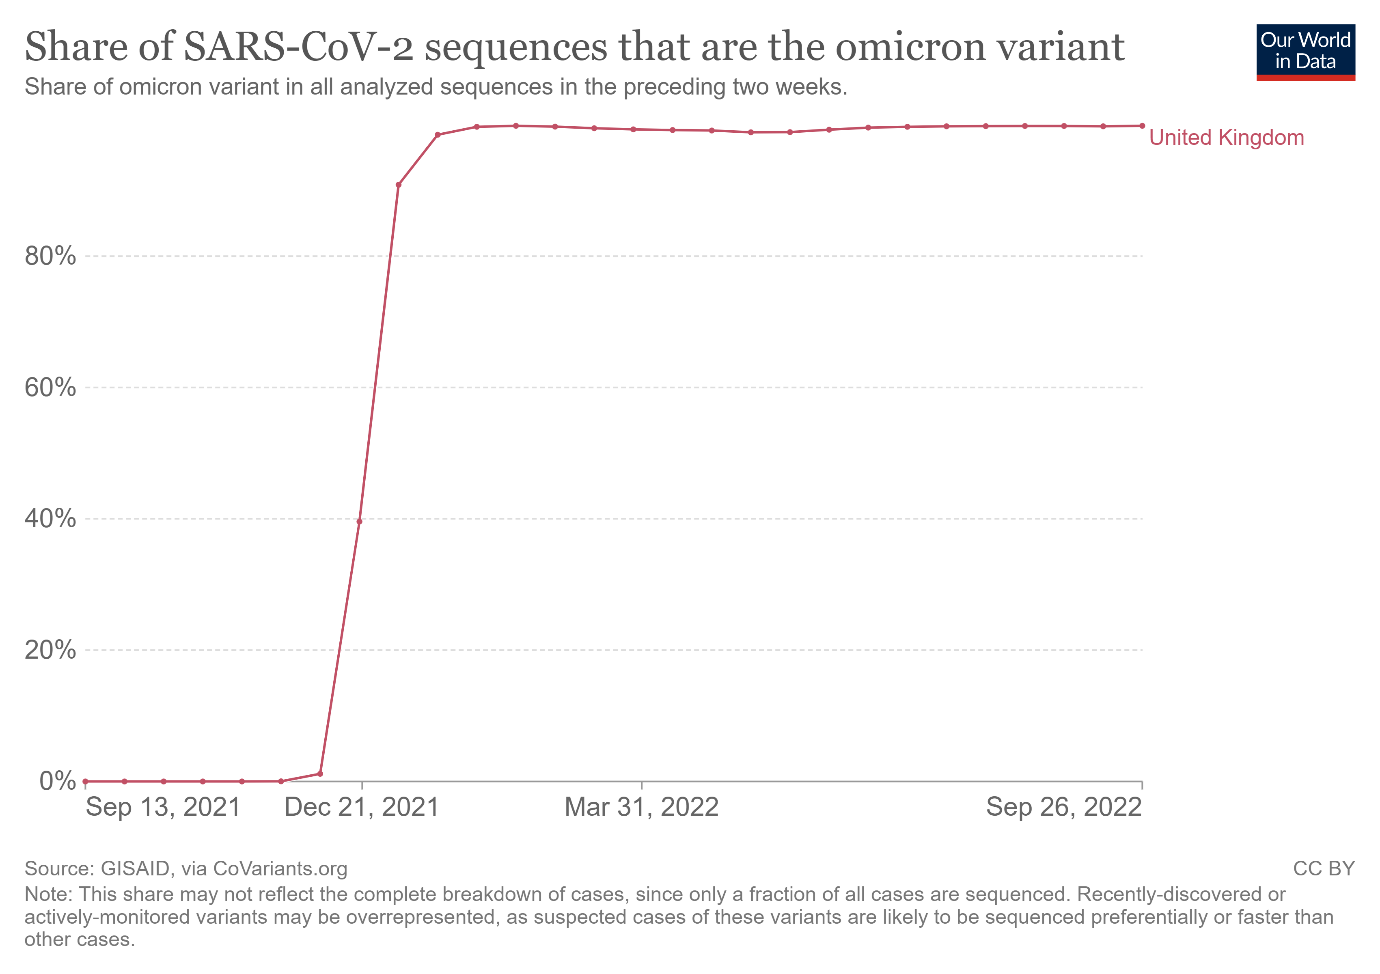 Share of SARS-CoV-2 sequences that are the omicron variant
Our World
in Data
Share of omicron variant in all analyzed sequences in the preceding two weeks.
United Kingdom
80%
60%
40%
20%
0%
Sep 13, 2021
Dec 21, 2021
Mar 31, 2022
Sep 26, 2022
Source: GISAID, via CoVariants.org
CC BY
Note: This share may not reflect the complete breakdown of cases, since only a fraction of all cases are sequenced. Recently-discovered or
actively-monitored variants may be overrepresented, as suspected cases of these variants are likely to be sequenced preferentially or faster than
other cases.